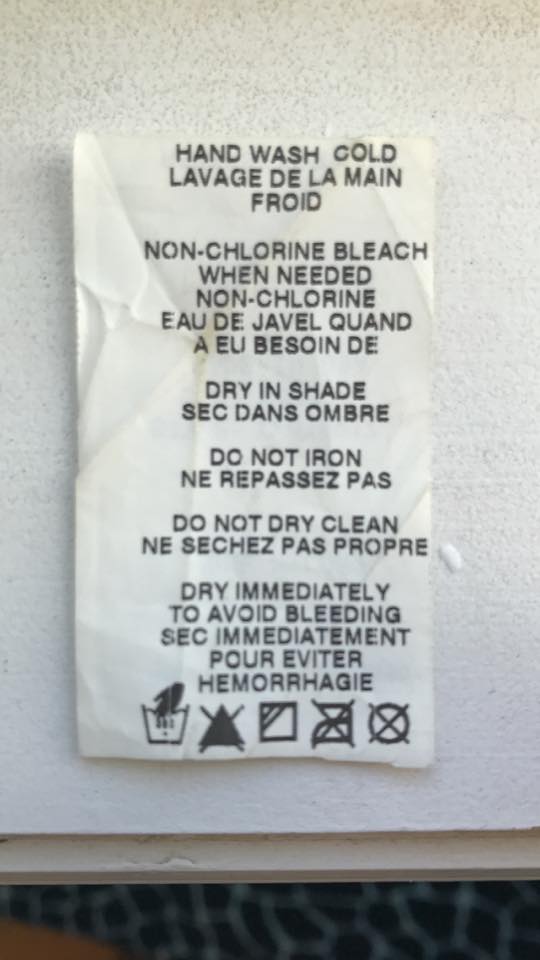 HAND WASH COLD
LAVAGE DE LA MAIN
FROID
NON-CHLORINE BLEACH
WHEN NEEDED
NON-CHLORINE
EAU DE JAVEL QUAND
A EU BESOIN DE
DRY IN SHADE
SEC DANS OMBRE
DO NOT IRON
NE REPASSEZ PAS
DO NOT DRY CLEAN
NE SECHEZ PAS PROPRE
DRY IMMEDIATELY
TO AVOID BLEEDING
SEC IMMEDIATEMENT
POUR EVITER
HEMORRHAGIE